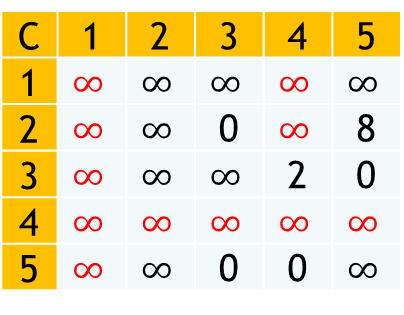 C 1 2 3 4 5
1 ∞ ∞ ∞ ∞ ∞
2 ∞ ∞ 0 ∞ 8
3 ∞ ∞ ∞ 2 0
4 ∞ ∞ ∞ ∞ ∞
5 ∞ ∞ 0 0 ∞